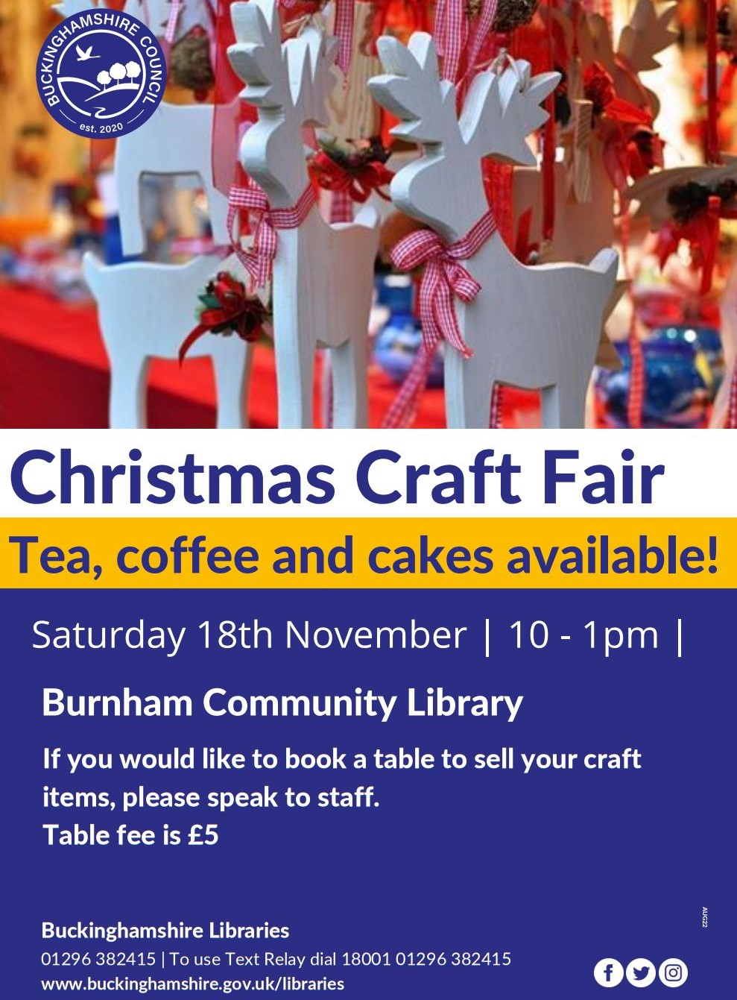 BUCKINGHAMSHIRE COUNCIL
est. 2020
Christmas Craft Fair
Tea, coffee and cakes available!
Saturday 18th November | 10 - 1pm |
Burnham Community Library
If you would like to book a table to sell your craft
items, please speak to staff.
Table fee is £5
AUG22
Buckinghamshire Libraries
01296 382415 | To use Text Relay dial 18001 01296 382415
www.buckinghamshire.gov.uk/libraries